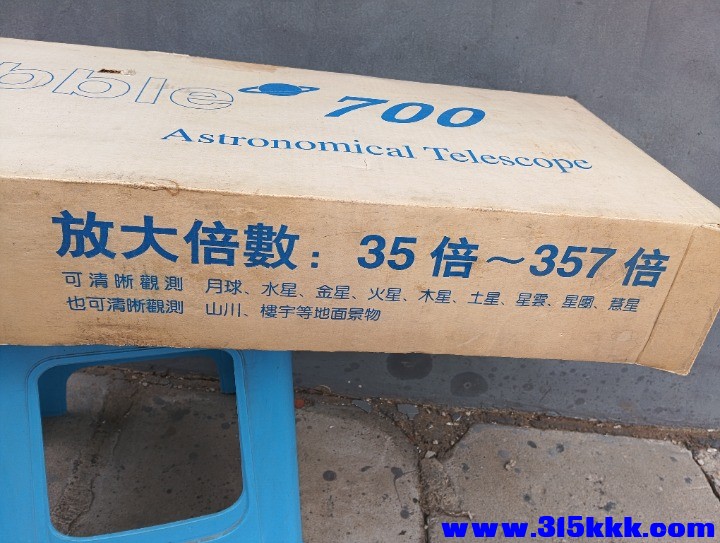 bble 700
Astronomical Telescope
放大倍數：35倍～357倍
可清晰觀測 月球、水星、金星、火星、木星、土星、星雲、星團、慧星
也可清晰觀測 山川、樓宇等地面景物
www.315kkk.com